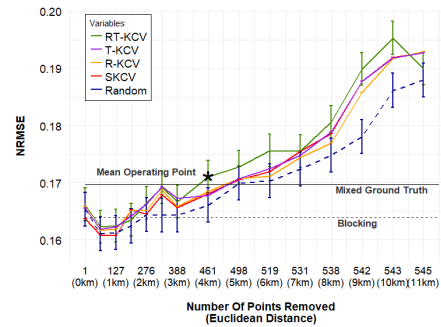 0.20
Variables
RT-KCV
T-KCV
R-KCV
SKCV
Random
0.19
NRMSE
0.18
Mean Operating Point
0.17
Mixed Ground Truth
Blocking
0.16
1 127 276 388 461 498 519 531 538 542 543 545
(0km) (1km) (2km) (3km) (4km) (5km) (6km) (7km) (8km) (9km) (10km) (11km)
Number Of Points Removed
(Euclidean Distance)